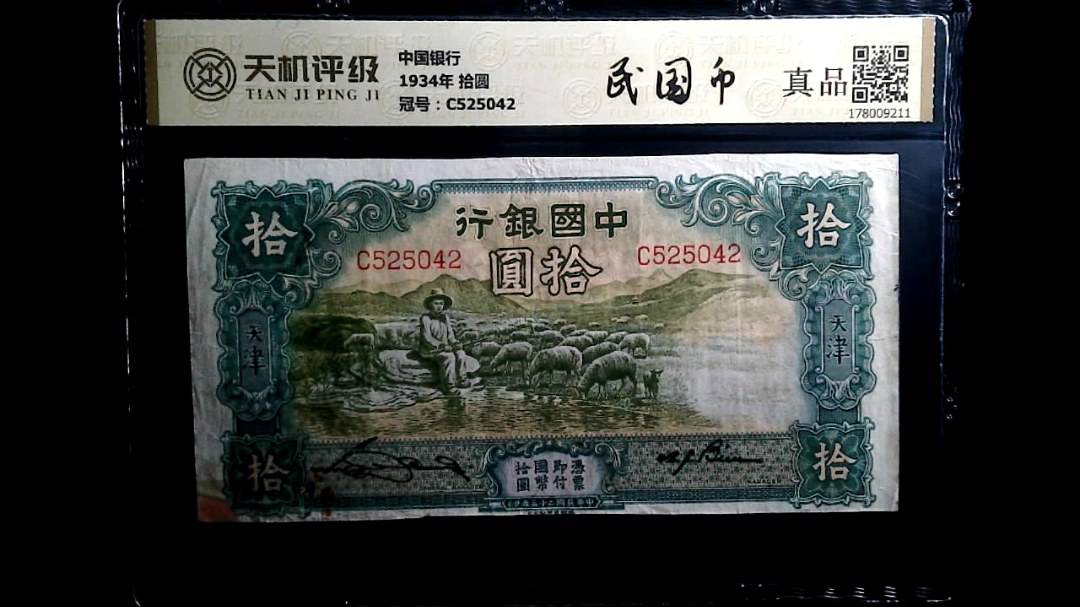 天机评级
TIAN JI PING JI
中国银行
1934年 拾圆
冠号：C525042
民国币
真品
178009211
行銀國中
拾
拾
C525042
圓拾
C525042
天津
天津
憑票即付國幣拾圓
拾
拾